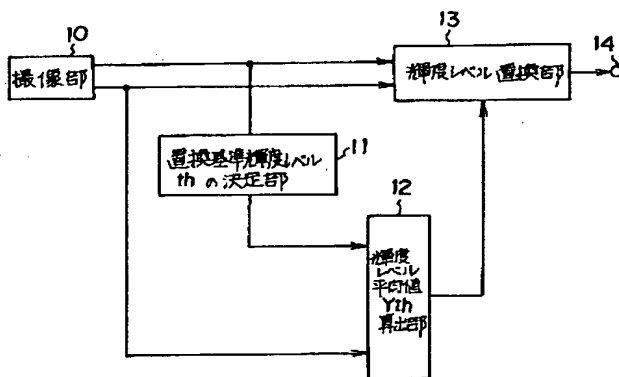 10
撮像部
13
輝度レベル置換部
14
置換基準輝度レベル
thの決定部
11
12
輝度
レベル
平均値
Yth
算出部